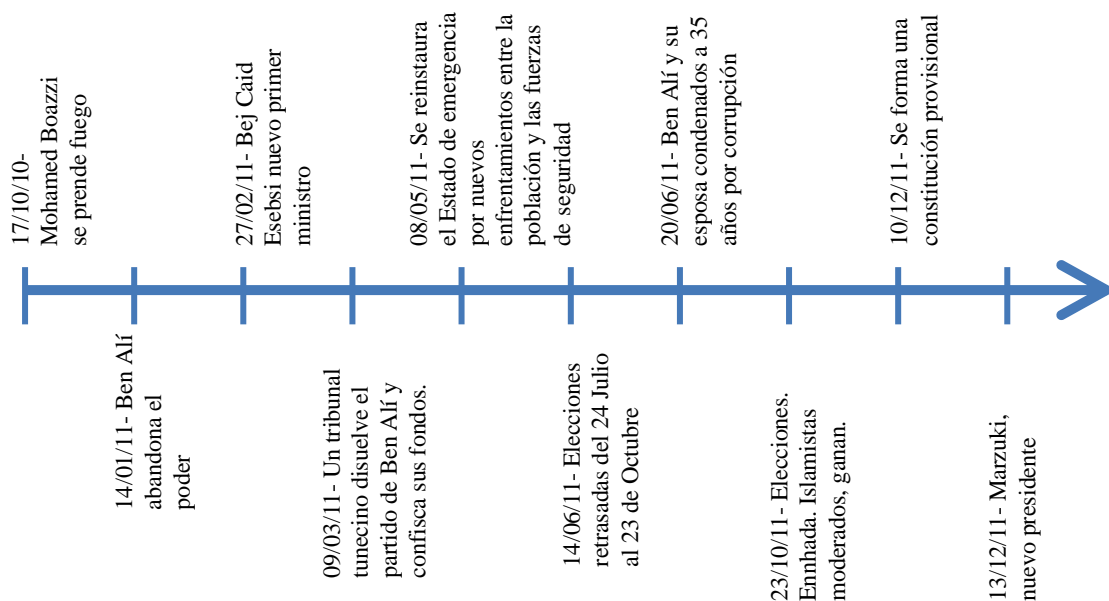 17/10/10-
Mohamed Boazzi
se prende fuego
14/01/11- Ben Alí
abandona el
poder
27/02/11- Bej Caid
Esebsi nuevo primer
ministro
09/03/11- Un tribunal
tunecino disuelve el
partido de Ben Alí y
confisca sus fondos.
08/05/11- Se reinstaura
el Estado de emergencia
por nuevos
enfrentamientos entre la
población y las fuerzas
de seguridad
14/06/11- Elecciones
retrasadas del 24 Julio
al 23 de Octubre
20/06/11- Ben Alí y su
esposa condenados a 35
años por corrupción
23/10/11- Elecciones.
Ennhada. Islamistas
moderados, ganan.
10/12/11- Se forma una
constitución provisional
13/12/11- Marzuki,
nuevo presidente